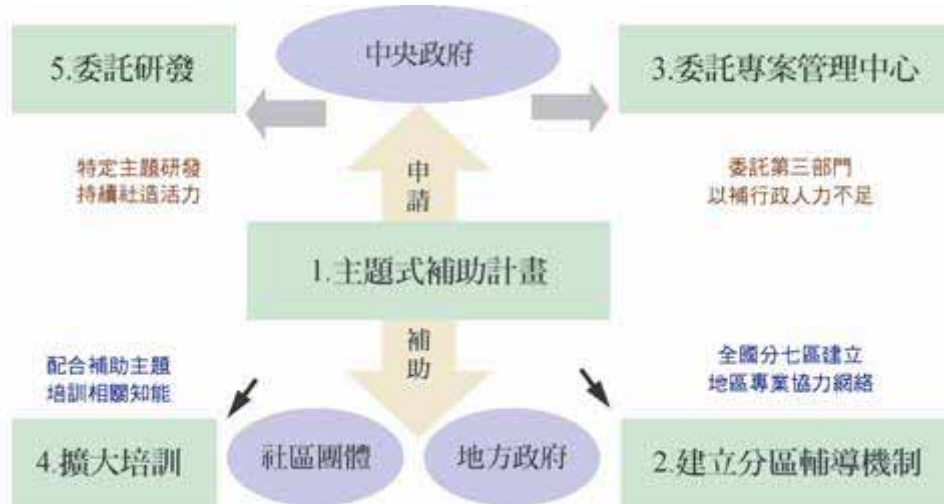 中央政府
5.委託研發
3.委託專案管理中心
特定主題研發
持續社造活力
申請
委託第三部門
以補行政人力不足
1.主題式補助計畫
補助
配合補助主題
培訓相關知能
全國分七區建立
地區專業協力網絡
4.擴大培訓
社區團體
地方政府
2.建立分區輔導機制